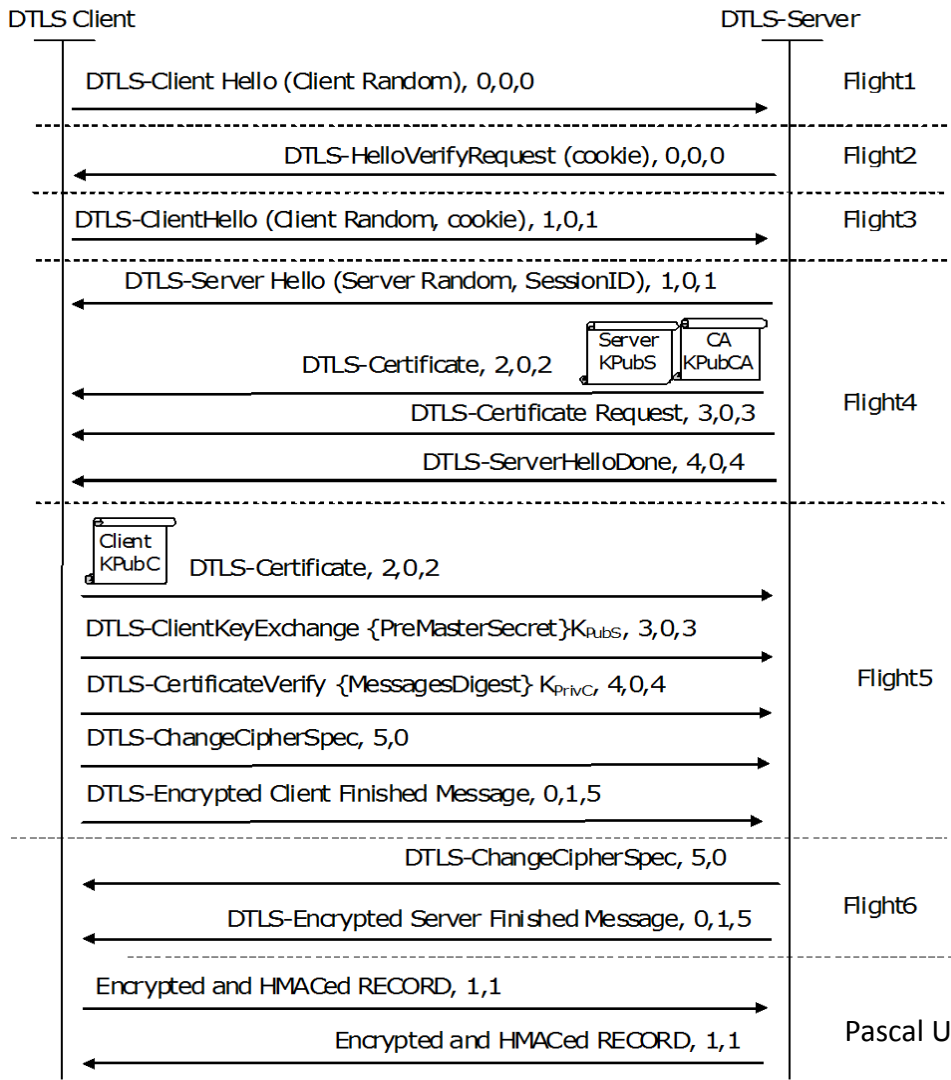 DTLS Client DTLS-Server
DTLS-Client Hello (Client Random), 0,0,0 Flight1
DTLS-HelloVerifyRequest (cookie), 0,0,0 Flight2
DTLS-ClientHello (Client Random, cookie), 1,0,1 Flight3
DTLS-Server Hello (Server Random, SessionID), 1,0,1
Server
KPubS
CA
KPubCA
DTLS-Certificate, 2,0,2
Flight4
DTLS-Certificate Request, 3,0,3
DTLS-ServerHelloDone, 4,0,4
Client
KPubC
DTLS-Certificate, 2,0,2
DTLS-ClientKeyExchange {PreMasterSecret}KPubS, 3,0,3
Flight5
DTLS-CertificateVerify {MessagesDigest} KPrivC, 4,0,4
DTLS-ChangeCipherSpec, 5,0
DTLS-Encrypted Client Finished Message, 0,1,5
DTLS-ChangeCipherSpec, 5,0
Flight6
DTLS-Encrypted Server Finished Message, 0,1,5
Encrypted and HMACed RECORD, 1,1
Encrypted and HMACed RECORD, 1,1
Pascal U